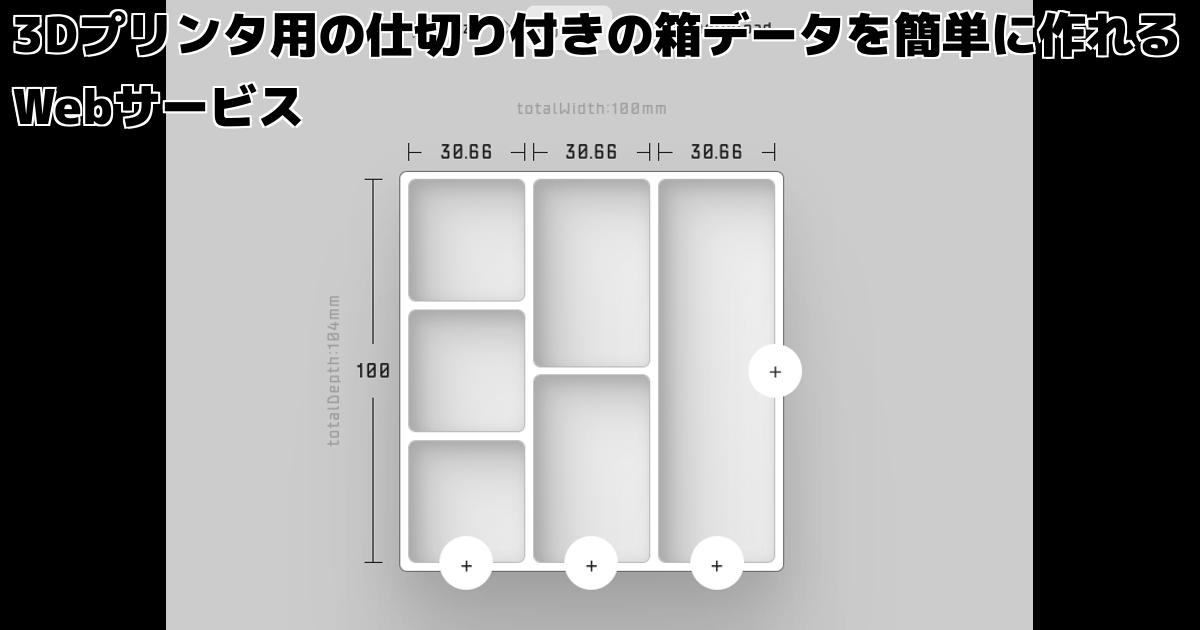 3Dプリンタ用の仕切り付きの箱データを簡単に作れる
Webサービス
totalWidth:100mm
30.66 30.66 30.66
totalDepth:104mm
100
+
+ + +